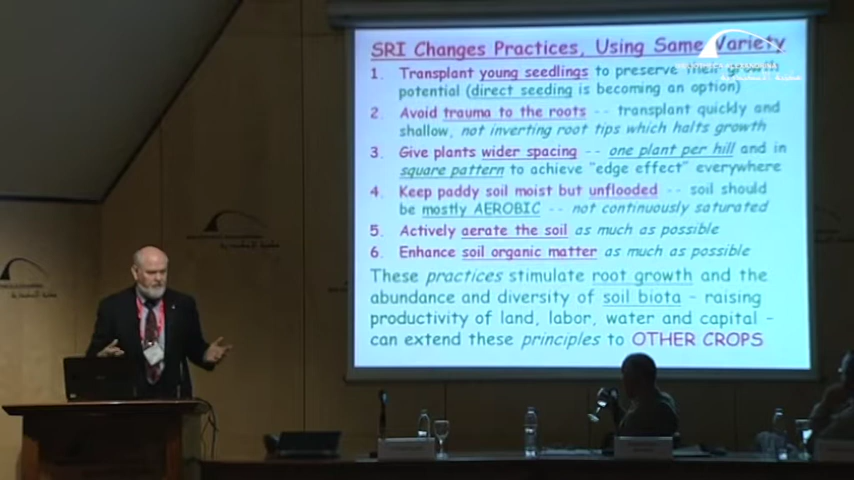 SRI Changes Practices, Using Same Variety
1. Transplant young seedlings to preserve their growth
potential (direct seeding is becoming an option)
2. Avoid trauma to the roots -- transplant quickly and
shallow, not inverting root tips which halts growth
3. Give plants wider spacing -- one plant per hill and in
square pattern to achieve "edge effect" everywhere
4. Keep paddy soil moist but unflooded -- soil should
be mostly AEROBIC -- not continuously saturated
5. Actively aerate the soil as much as possible
6. Enhance soil organic matter as much as possible
These practices stimulate root growth and the
abundance and diversity of soil biota - raising
productivity of land, labor, water and capital -
can extend these principles to OTHER CROPS